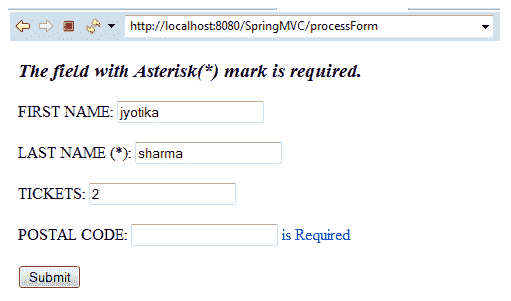 http://localhost:8080/SpringMVC/processForm
The field with Asterisk(*) mark is required.
FIRST NAME: jyotika
LAST NAME (*): sharma
TICKETS: 2
POSTAL CODE: is Required
Submit